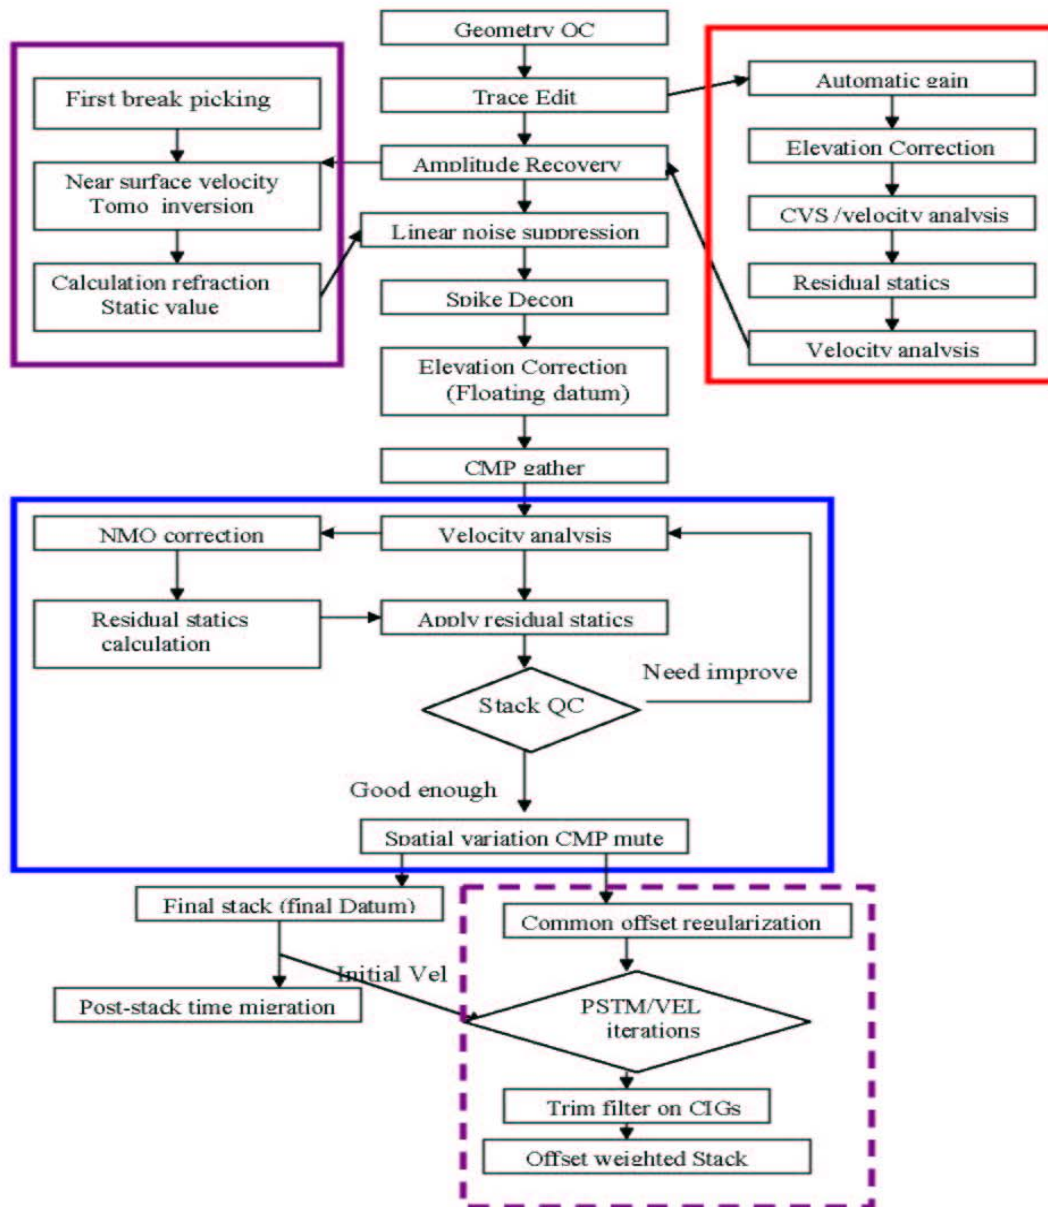 Geometry QC
First break picking
Trace Edit
Automatic gain
Near surface velocity
Tomo inversion
Amplitude Recovery
Elevation Correction
Linear noise suppression
CVS /velocity analysis
Calculation refraction
Static value
Spike Decon
Residual statics
Velocity analysis
Elevation Correction
(Floating datum)
CMP gather
NMO correction
Velocity analysis
Residual statics
calculation
Apply residual statics
Need improve
Stack QC
Good enough
Spatial variation CMP mute
Final stack (final Datum)
Common offset regularization
Initial Vel
Post-stack time migration
PSTM/VEL
iterations
Trim filter on CIGs
Offset weighted Stack